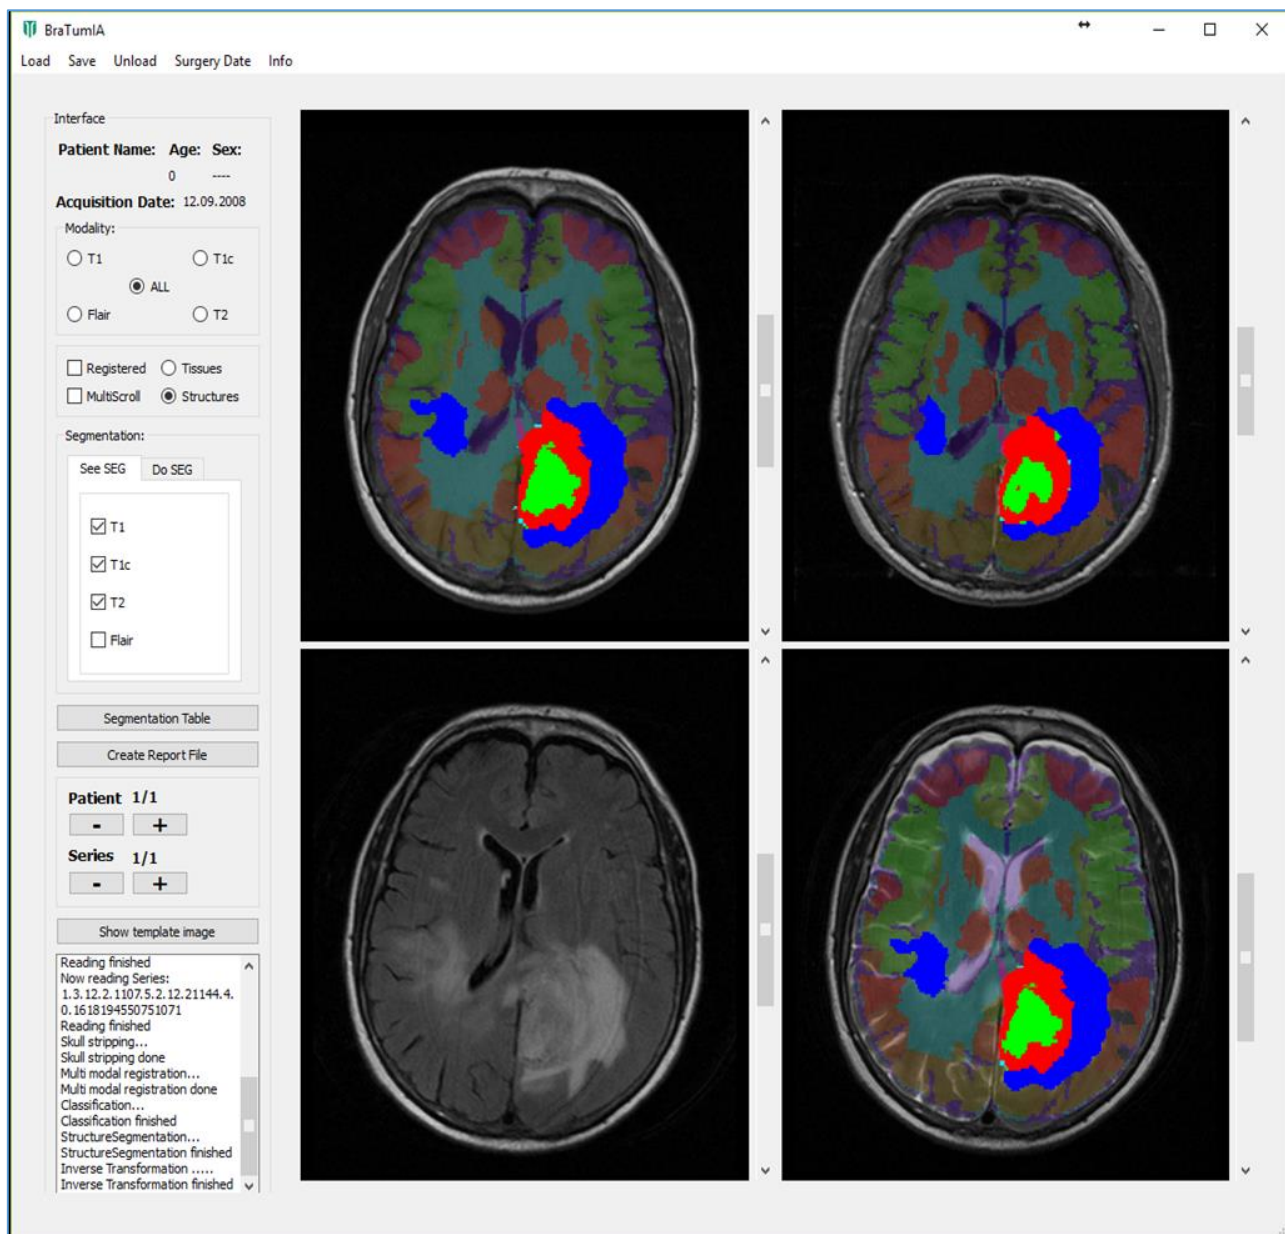 BraTumIA
Load Save Unload Surgery Date Info
Interface
Patient Name: Age: Sex:
0 ----
Acquisition Date: 12.09.2008
Modality:
T1 T1c
ALL
Flair T2
Registered Tissues
MultiScroll Structures
Segmentation:
See SEG Do SEG
T1
T1c
T2
Flair
Segmentation Table
Create Report File
Patient 1/1
- +
Series 1/1
- +
Show template image
Reading finished
Now reading Series:
1.3.12.2.1107.5.2.12.21144.4.
0.1618194550751071
Reading finished
Skull stripping...
Skull stripping done
Multi modal registration...
Multi modal registration done
Classification...
Classification finished
StructureSegmentation...
StructureSegmentation finished
Inverse Transformation .....
Inverse Transformation finished